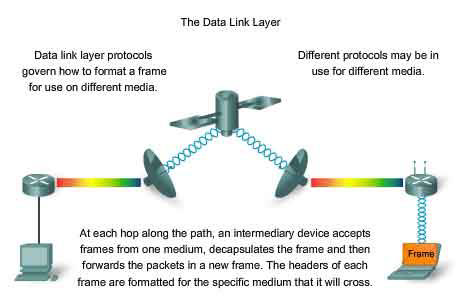 The Data Link Layer
Data link layer protocols
govern how to format a frame
for use on different media.
Different protocols may be in
use for different media.
Frame
At each hop along the path, an intermediary device accepts
frames from one medium, decapsulates the frame and then
forwards the packets in a new frame. The headers of each
frame are formatted for the specific medium that it will cross.